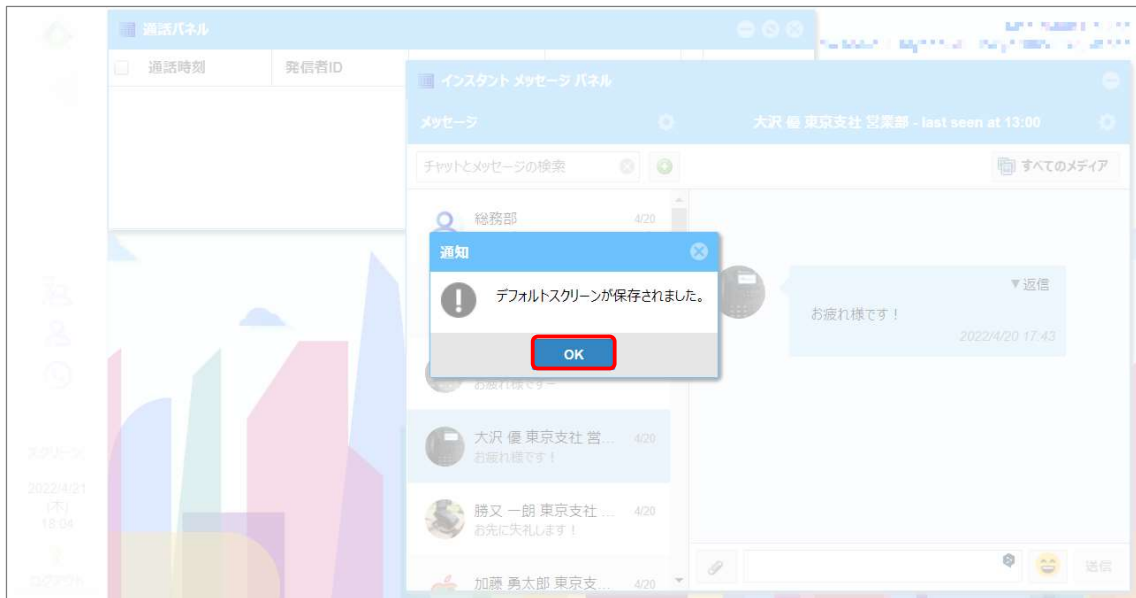 通話パネル
通話時刻
発信者ID
インスタント メッセージ パネル
メッセージ
大沢 優 東京支社 営業部 - last seen at 13:00
チャットとメッセージの検索
すべてのメディア
総務部
4/20
通知
デフォルトスクリーンが保存されました。
OK
▼返信
お疲れ様です！
2022/4/20 17:43
お疲れ様ですー
大沢 優 東京支社 営...
4/20
お疲れ様です！
勝又 一朗 東京支社 ...
4/20
お先に失礼します！
加藤 勇太郎 東京支...
4/20
送信
スクリーン
2022/4/21
(木)
18:04
ログアウト